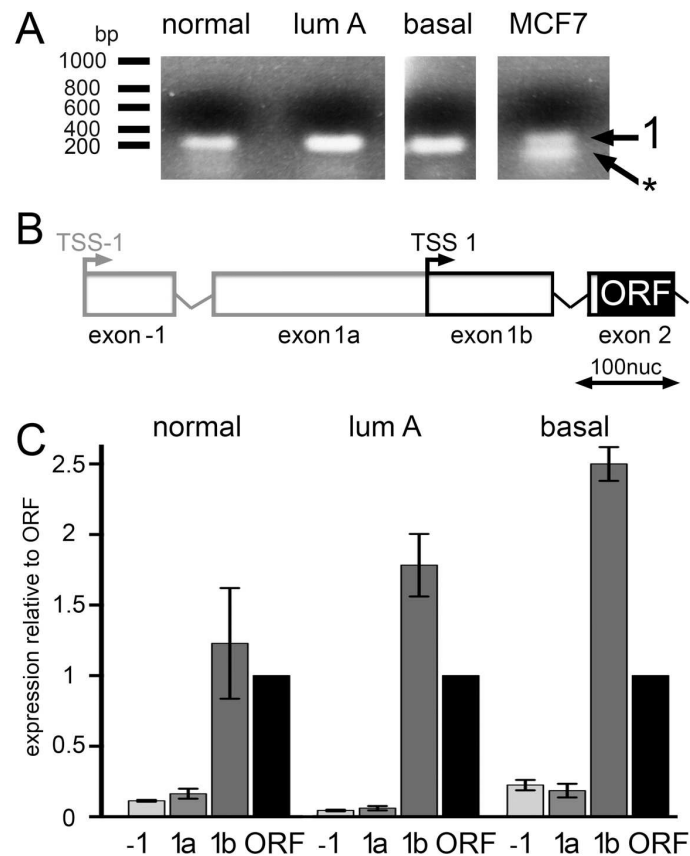 A
bp
normal
lum A
basal
MCF7
1000
800
600
400
200
1
*
B
TSS-1
TSS 1
ORF
exon -1
exon 1a
exon 1b
exon 2
100nuc
C
normal
lum A
basal
expression relative to ORF
2.5
2
1.5
1
0.5
0
-1 1a 1b ORF -1 1a 1b ORF -1 1a 1b ORF